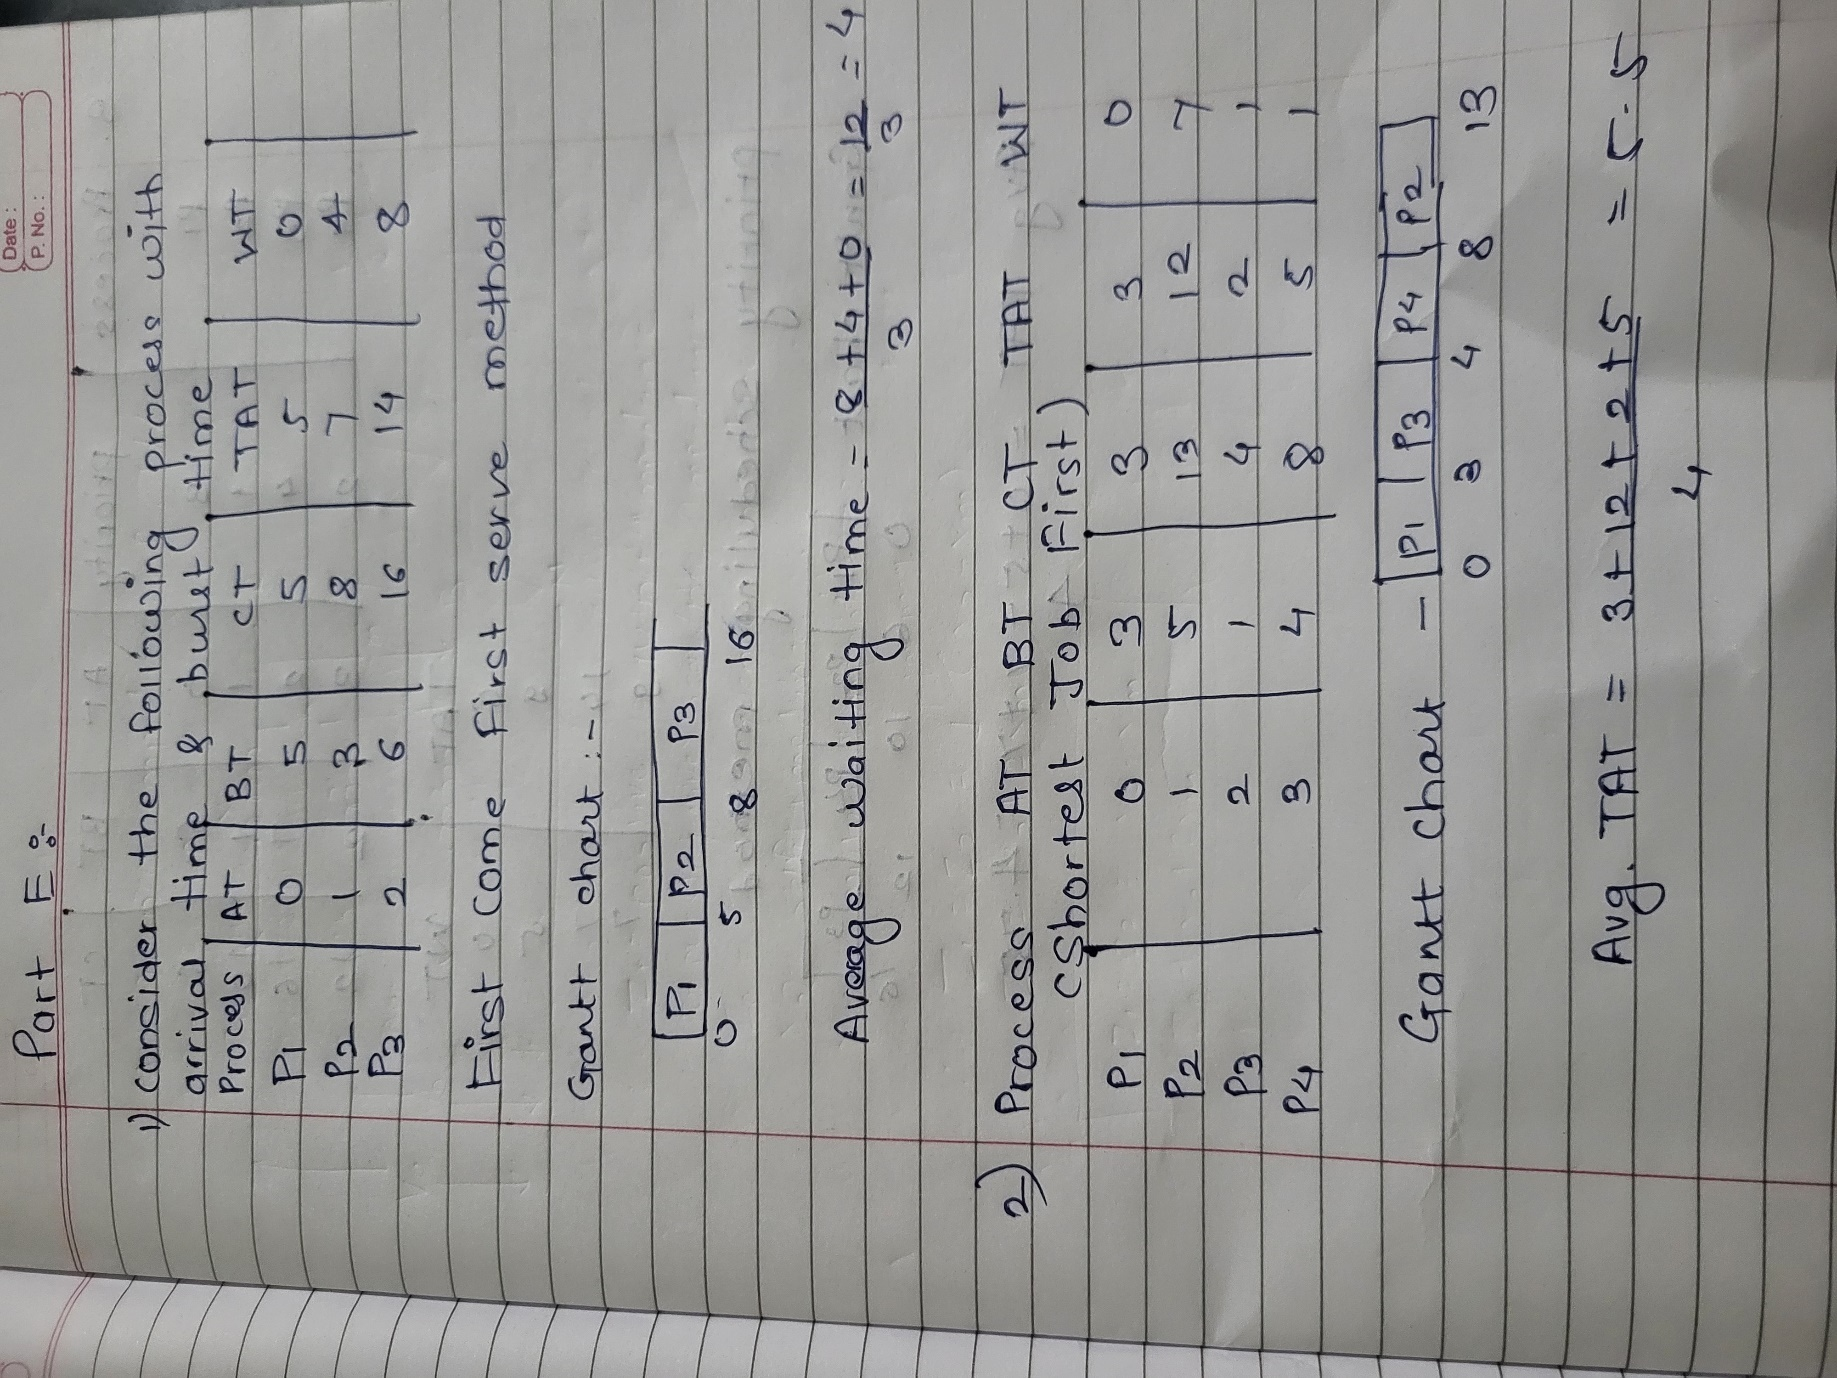 Date :
P. No. :
Part E :-
1) Consider the following process with
arrival time & burst time
Process AT BT CT TAT WT
P1 0 5 5 5 0
P2 1 3 8 7 4
P3 2 6 16 14 8
First Come First serve method
Gantt chart :-
P1 P2 P3
0 5 8 16
Average waiting time = 8+4+0 = 12 = 4
3 3
2) Process AT BT CT TAT WT
(Shortest Job First)
P1 0 3 3 3 0
P2 1 5 13 12 7
P3 2 1 4 2 1
P4 3 4 8 5 1
Gantt chart - P1 P3 P4 P2
0 3 4 8 13
Avg. TAT = 3+12+2+5 = 5.5
4